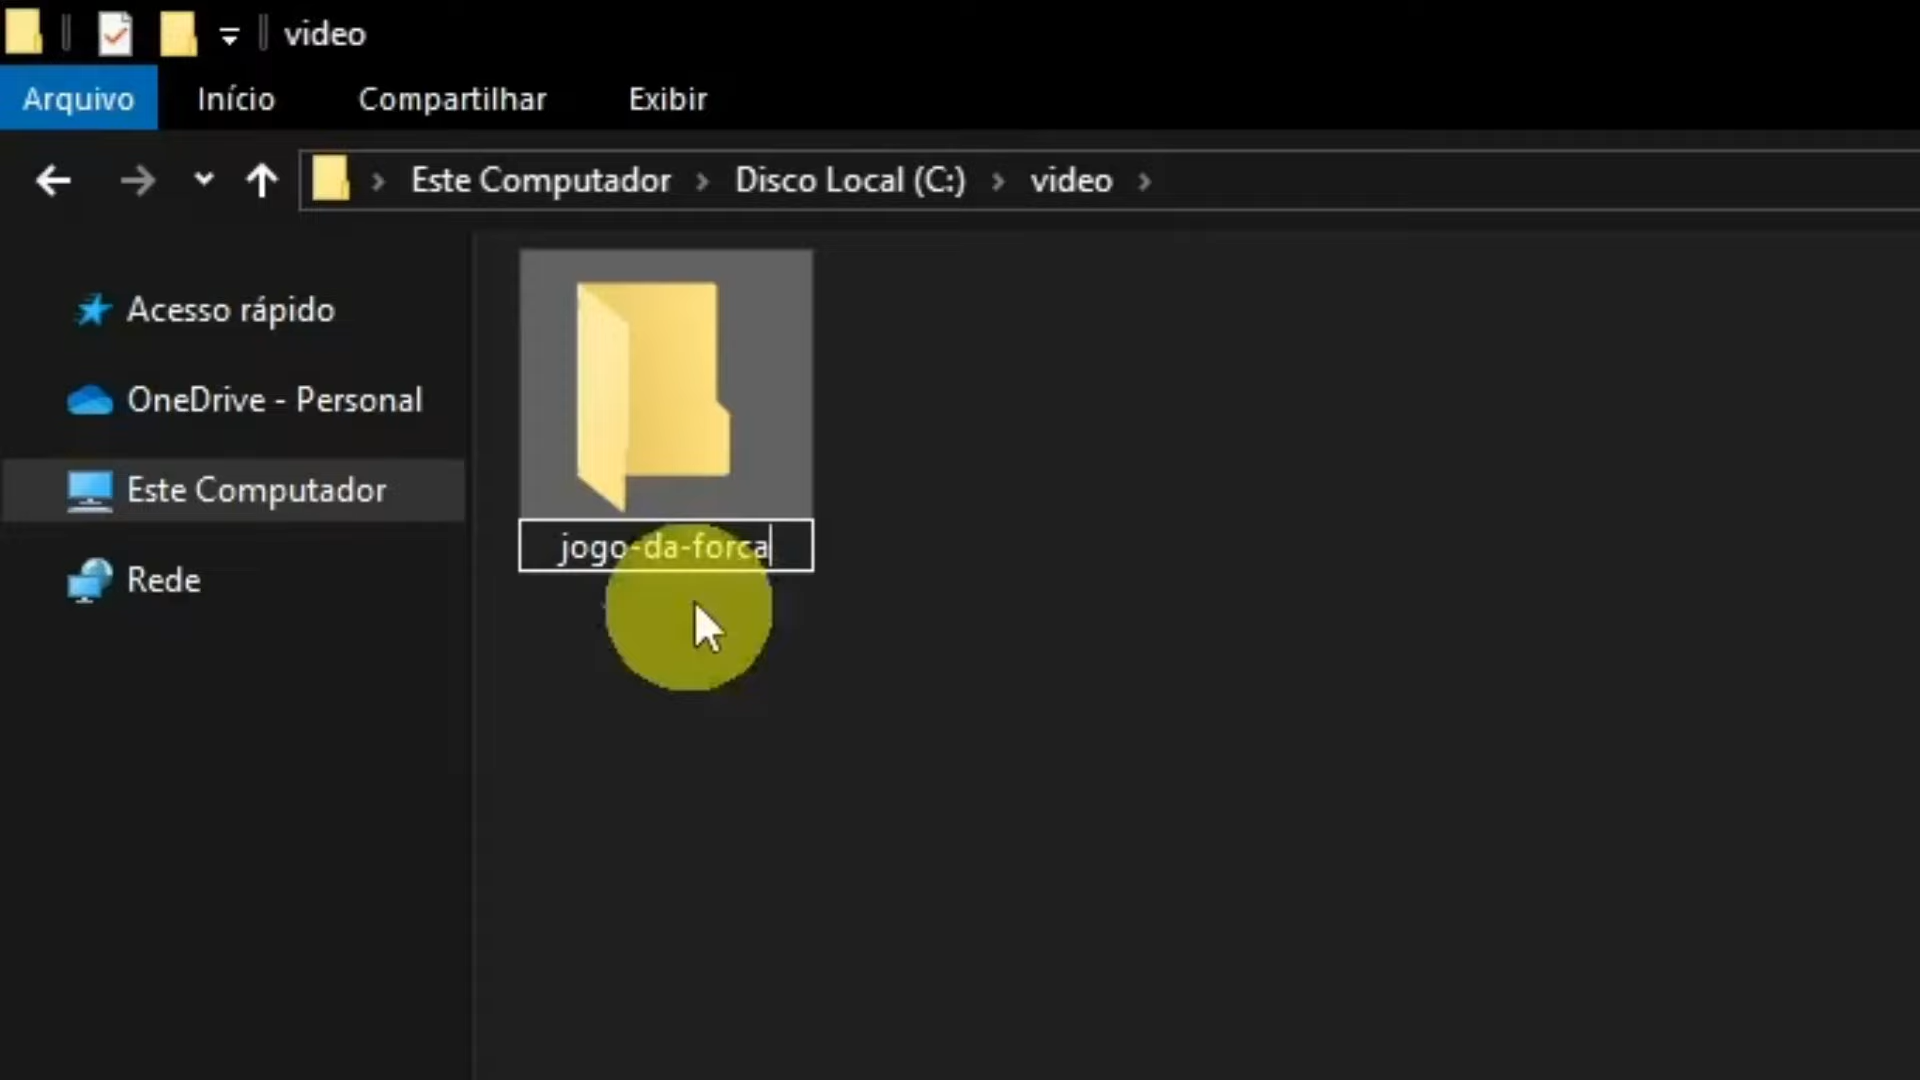 video
Arquivo Início Compartilhar Exibir
Este Computador Disco Local (C:) video
Acesso rápido
OneDrive - Personal
Este Computador
jogo-da-forca
Rede